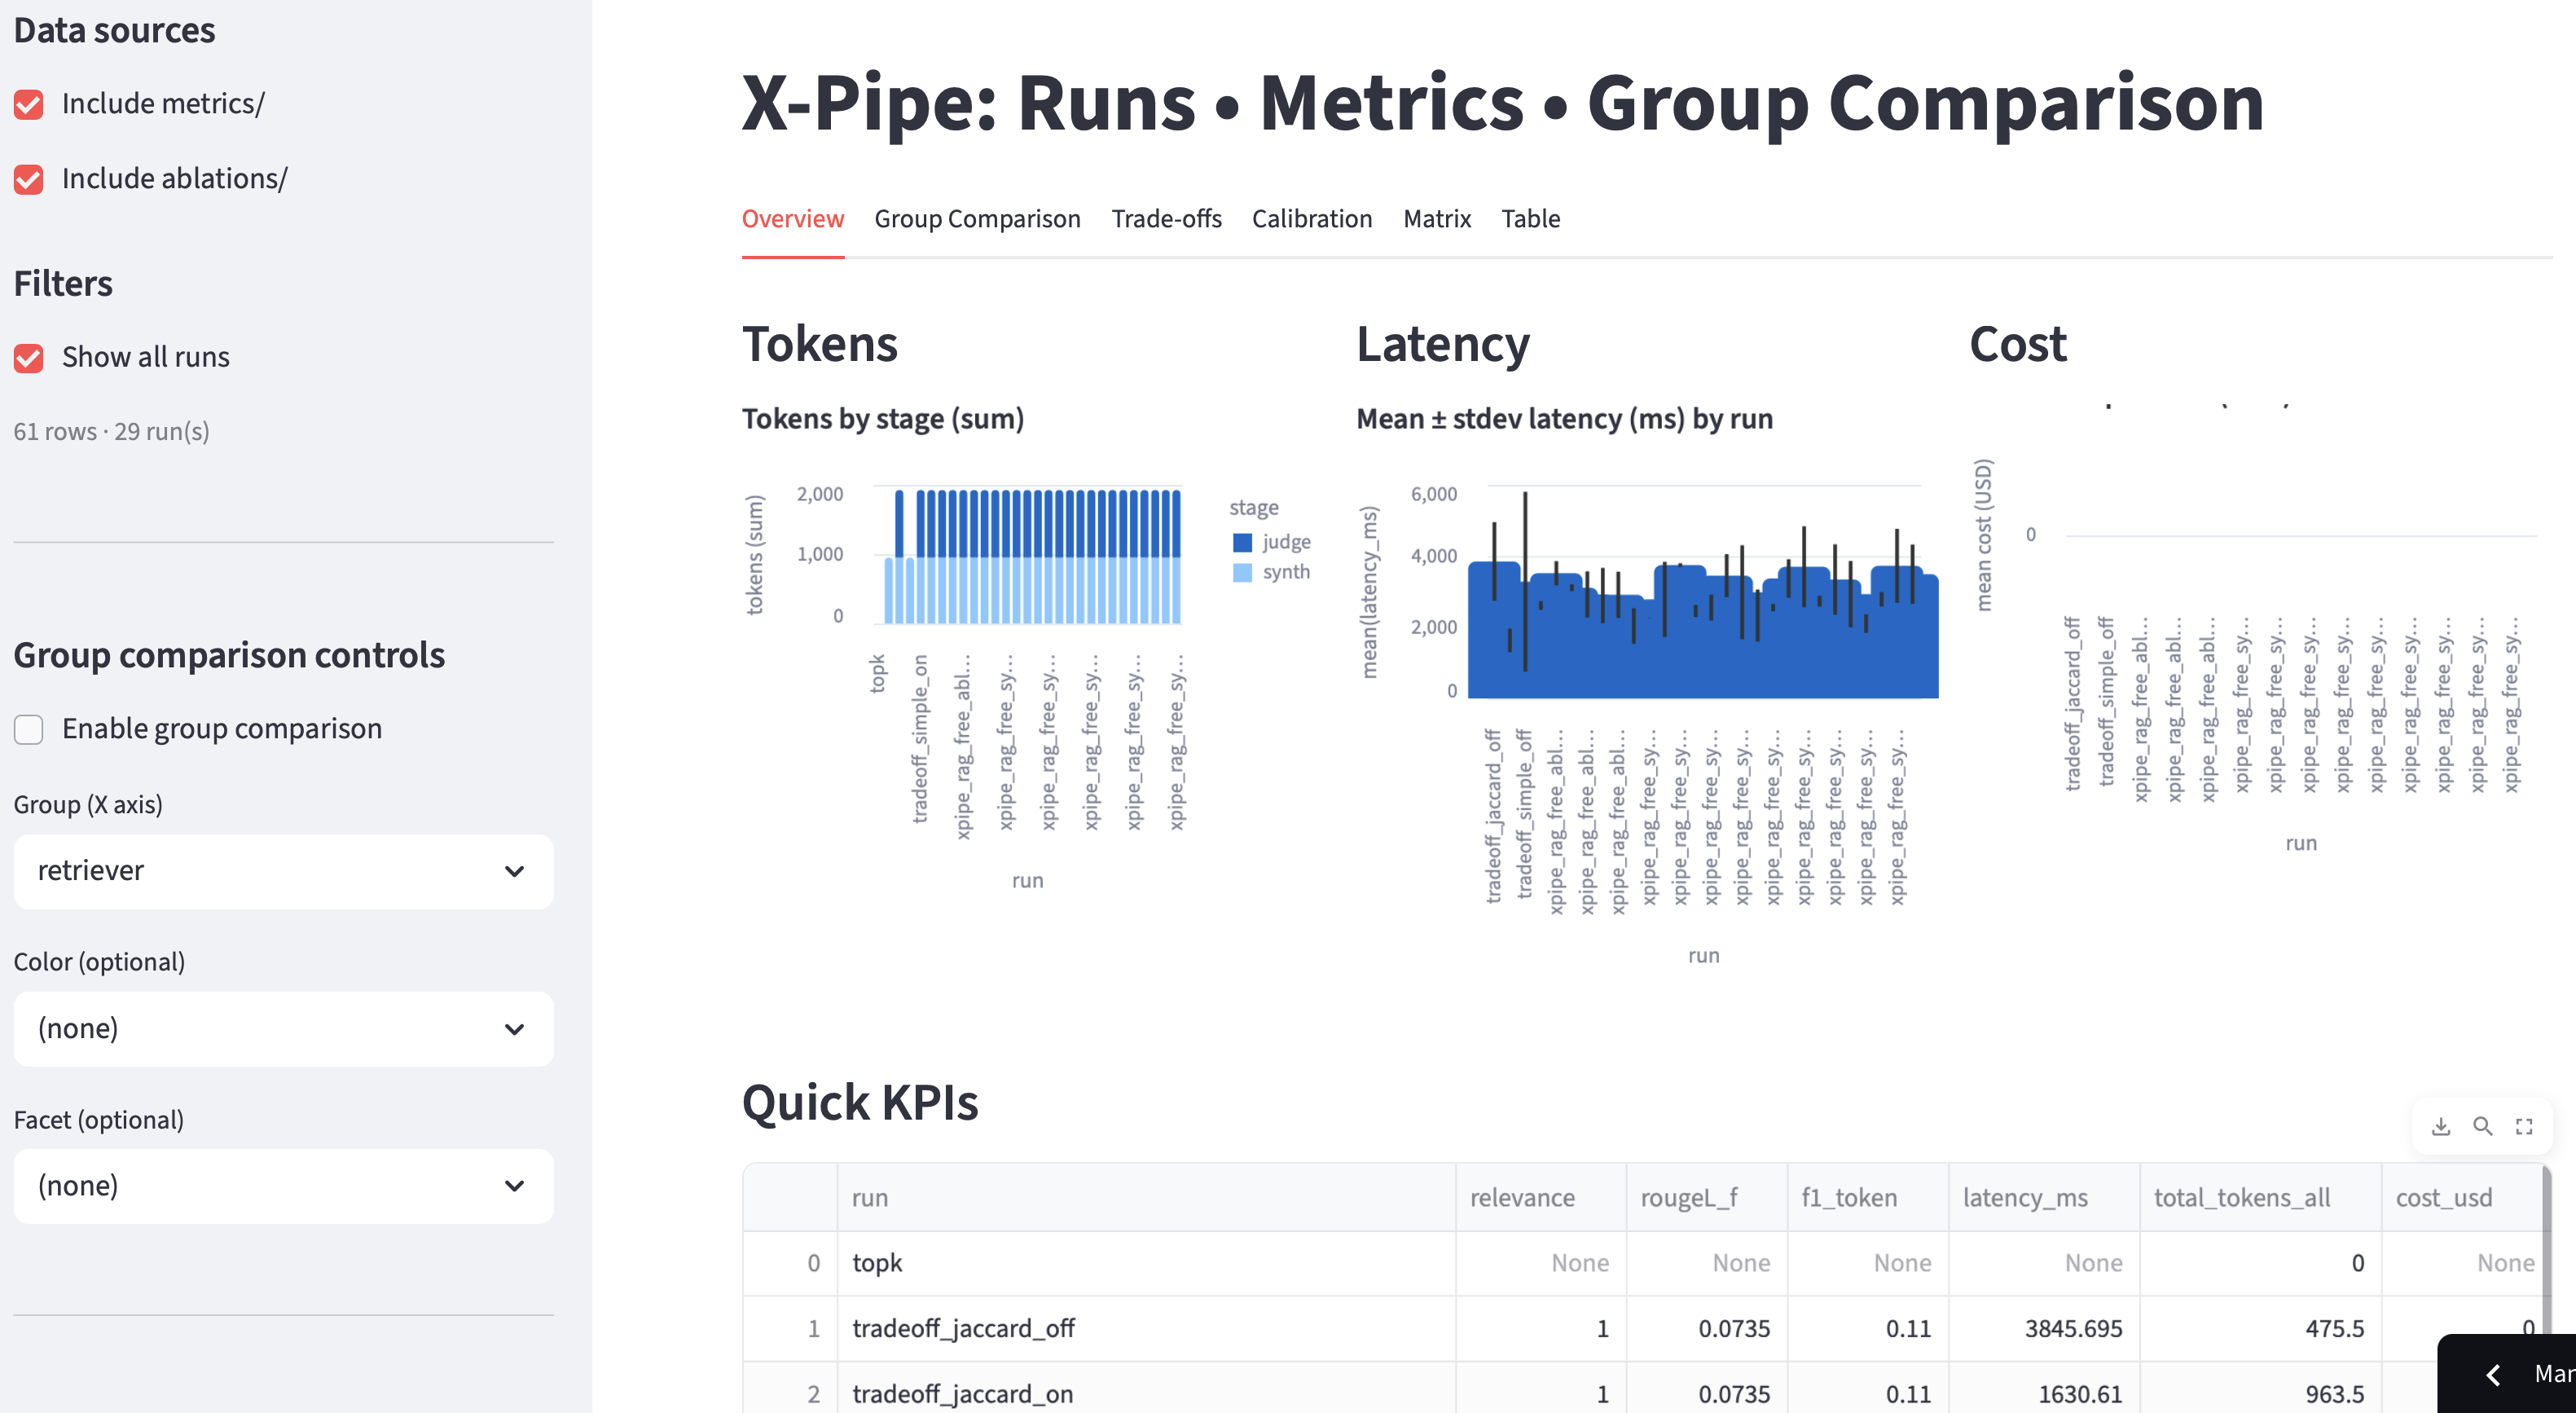 Data sources
Include metrics/
Include ablations/
Filters
Show all runs
61 rows · 29 run(s)
Group comparison controls
Enable group comparison
Group (X axis)
retriever
Color (optional)
(none)
Facet (optional)
(none)
X-Pipe: Runs • Metrics • Group Comparison
Overview Group Comparison Trade-offs Calibration Matrix Table
Tokens
Tokens by stage (sum)
tokens (sum)
2,000
1,000
0
topk
tradeoff_simple_on
xpipe_rag_free_abl…
xpipe_rag_free_sy…
xpipe_rag_free_sy…
xpipe_rag_free_sy…
xpipe_rag_free_sy…
xpipe_rag_free_sy…
run
stage
judge
synth
Latency
Mean ± stdev latency (ms) by run
mean(latency_ms)
6,000
4,000
2,000
0
tradeoff_jaccard_off
tradeoff_simple_off
xpipe_rag_free_abl…
xpipe_rag_free_abl…
xpipe_rag_free_abl…
xpipe_rag_free_sy…
xpipe_rag_free_sy…
xpipe_rag_free_sy…
xpipe_rag_free_sy…
xpipe_rag_free_sy…
xpipe_rag_free_sy…
xpipe_rag_free_sy…
xpipe_rag_free_sy…
xpipe_rag_free_sy…
run
Cost
mean cost (USD)
0
tradeoff_jaccard_off
tradeoff_simple_off
xpipe_rag_free_abl…
xpipe_rag_free_abl…
xpipe_rag_free_abl…
xpipe_rag_free_sy…
xpipe_rag_free_sy…
xpipe_rag_free_sy…
xpipe_rag_free_sy…
xpipe_rag_free_sy…
xpipe_rag_free_sy…
xpipe_rag_free_sy…
xpipe_rag_free_sy…
xpipe_rag_free_sy…
run
Quick KPIs
run relevance rougeL_f f1_token latency_ms total_tokens_all cost_usd
0 topk None None None None 0 None
1 tradeoff_jaccard_off 1 0.0735 0.11 3845.695 475.5 0
2 tradeoff_jaccard_on 1 0.0735 0.11 1630.61 963.5